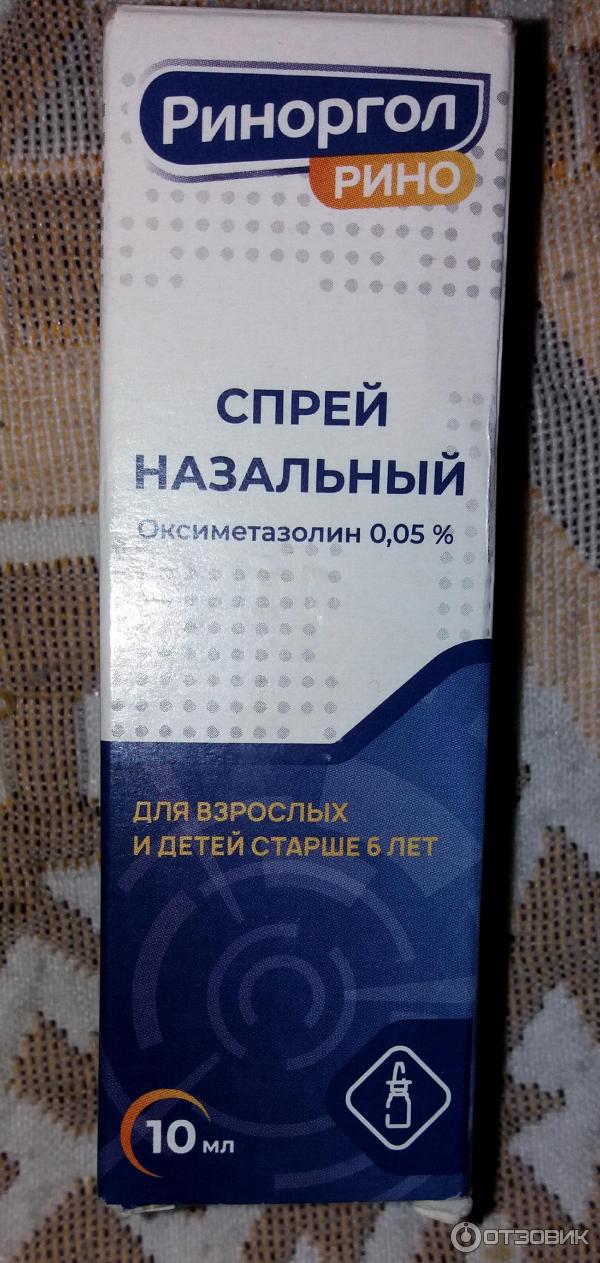 Риноргол
РИНО
СПРЕЙ
НАЗАЛЬНЫЙ
Оксиметазолин 0,05 %
ДЛЯ ВЗРОСЛЫХ
И ДЕТЕЙ СТАРШЕ 6 ЛЕТ
10 мл
ОТЗОВИК